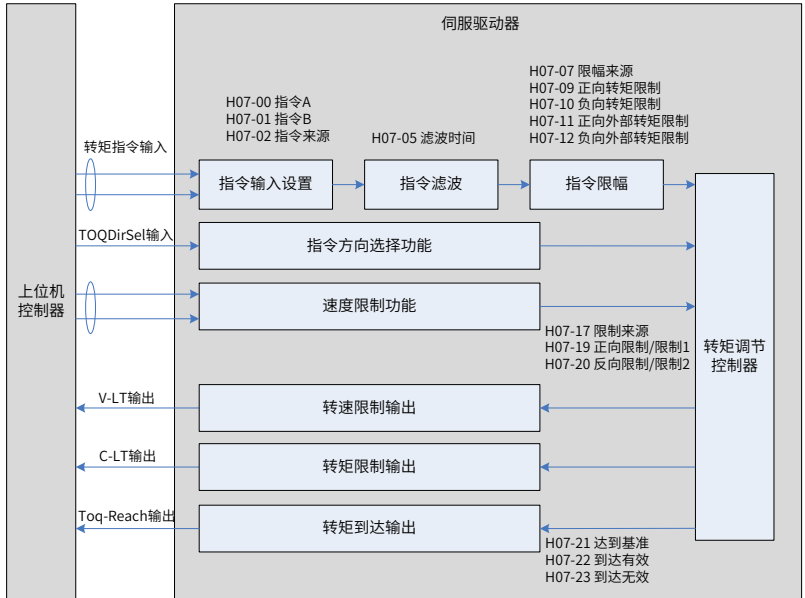 伺服驱动器
H07-07 限幅来源
H07-09 正向转矩限制
H07-10 负向转矩限制
H07-11 正向外部转矩限制
H07-12 负向外部转矩限制
H07-00 指令A
H07-01 指令B
H07-02 指令来源
H07-05 滤波时间
转矩指令输入
指令输入设置
指令滤波
指令限幅
TOQDirSel输入
指令方向选择功能
上位机
控制器
速度限制功能
H07-17 限制来源
H07-19 正向限制/限制1
H07-20 反向限制/限制2
转矩调节
控制器
V-LT输出
转速限制输出
C-LT输出
转矩限制输出
Toq-Reach输出
转矩到达输出
H07-21 达到基准
H07-22 到达有效
H07-23 到达无效